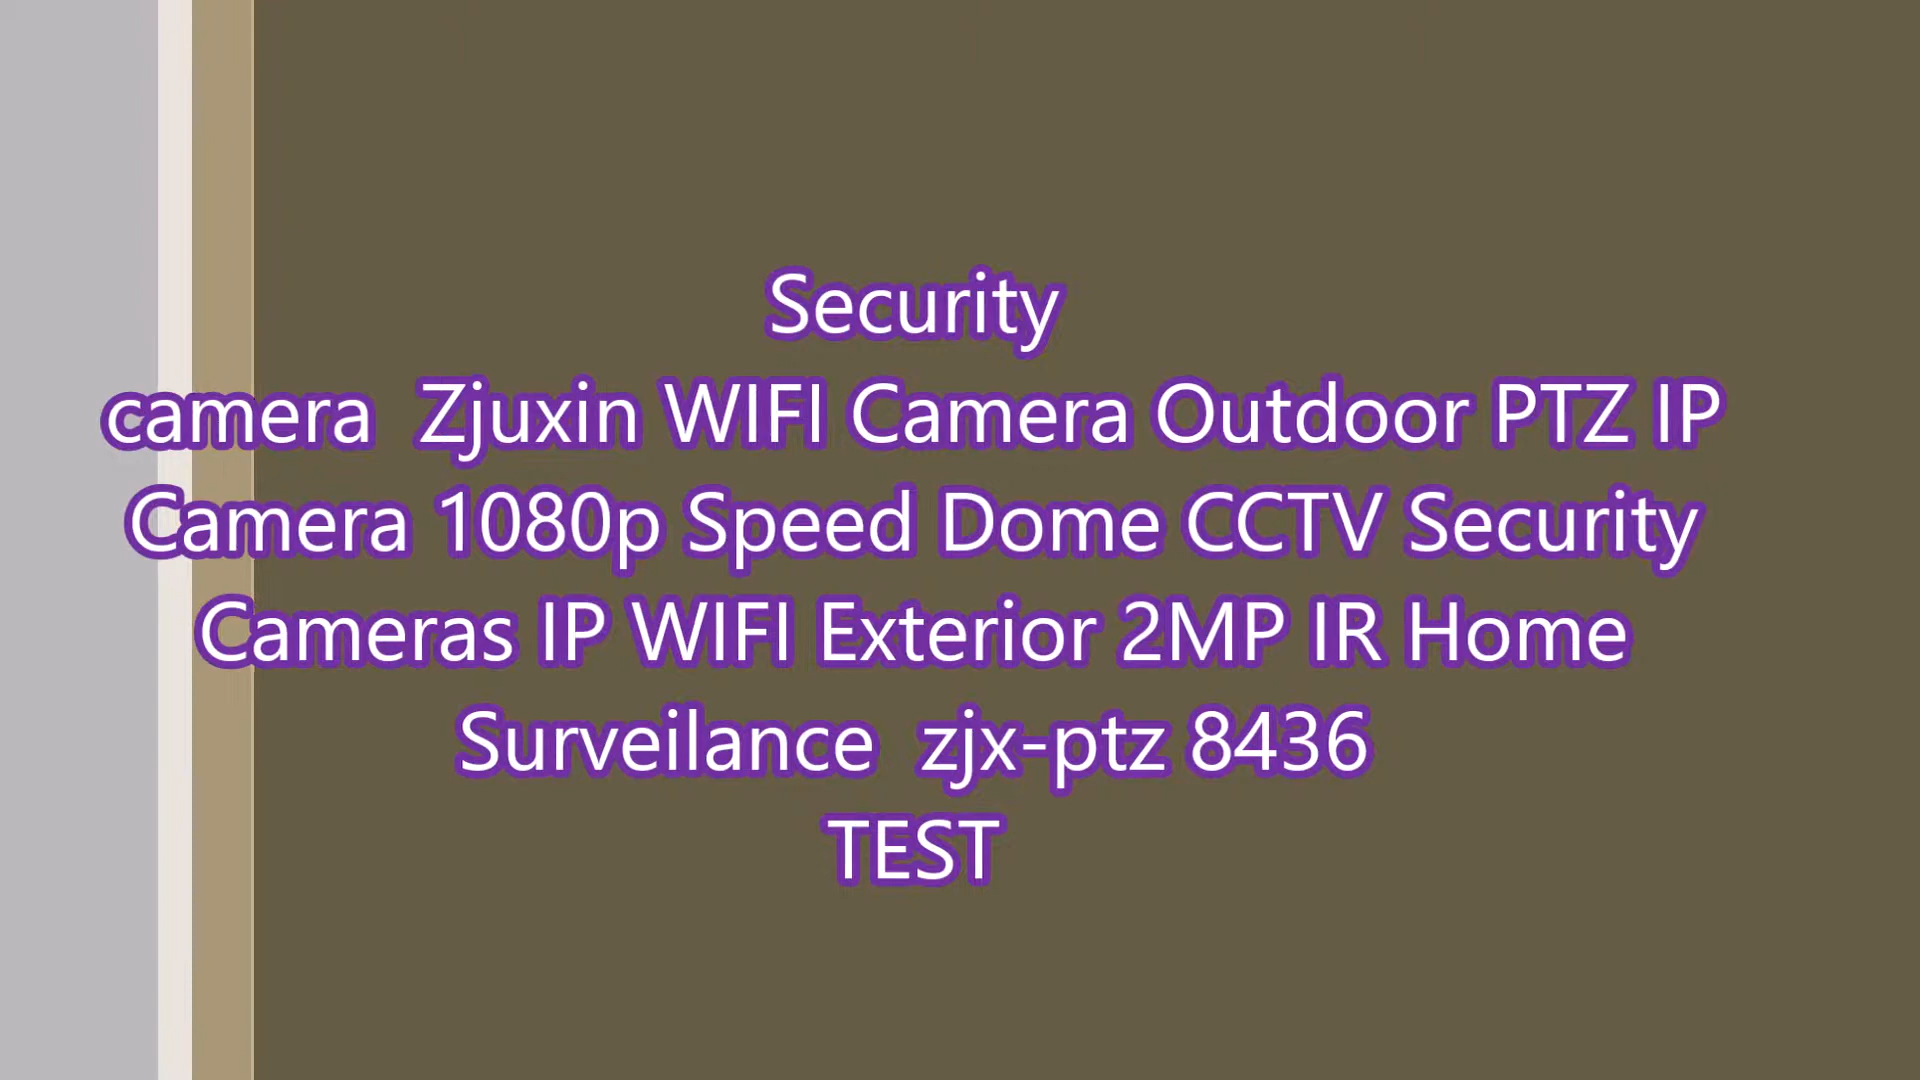 Security
camera  Zjuxin WIFI Camera Outdoor PTZ IP
Camera 1080p Speed Dome CCTV Security
Cameras IP WIFI Exterior 2MP IR Home
Surveilance  zjx-ptz 8436
TEST